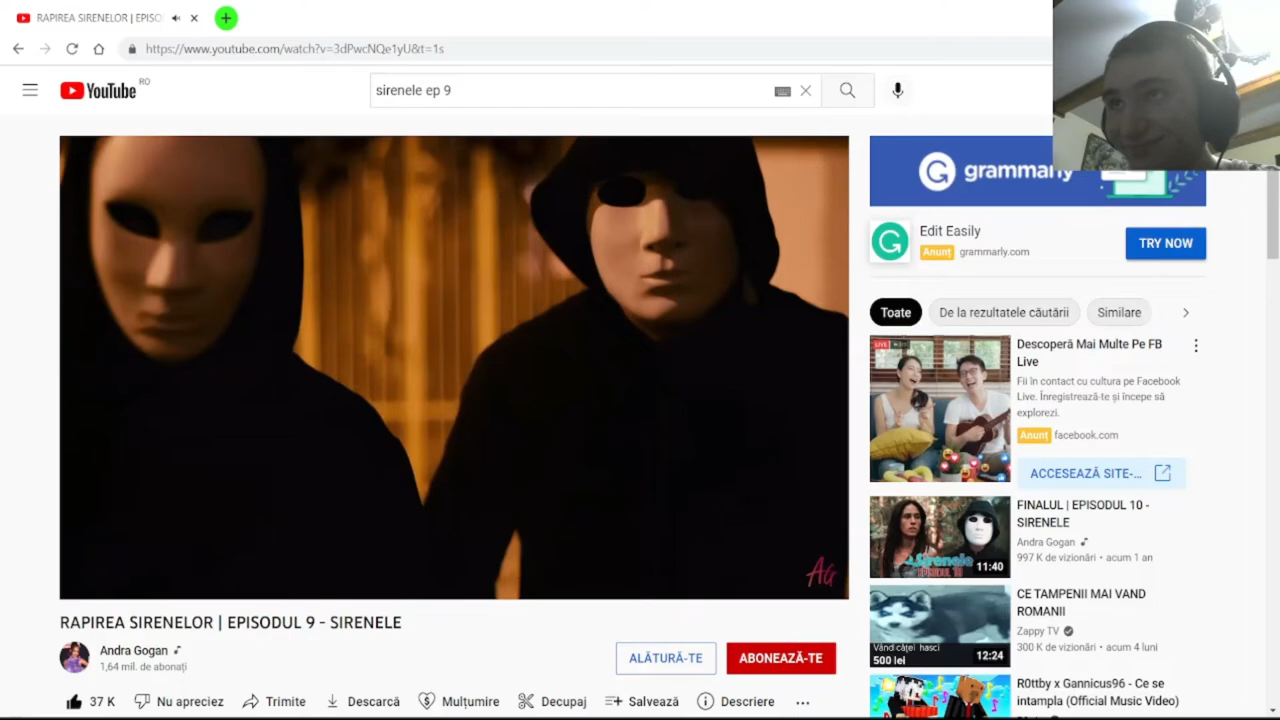 RAPIREA SIRENELOR | EPISO
https://www.youtube.com/watch?v=3dPwcNQe1yU&t=1s
YouTube RO
sirenele ep 9
AG
RAPIREA SIRENELOR | EPISODUL 9 - SIRENELE
Andra Gogan
1,64 mil. de abonați
ALĂTURĂ-TE
ABONEAZĂ-TE
37 K
Nu apreciez
Trimite
Descarcă
Mulțumire
Decupaj
Salvează
Descriere
G grammarly
Edit Easily
Anunț grammarly.com
TRY NOW
Toate
De la rezultatele căutării
Similare
LIVE
Descoperă Mai Multe Pe FB
Live
Fii în contact cu cultura pe Facebook
Live. Înregistrează-te și începe să
explorezi.
Anunț facebook.com
ACCESEAZĂ SITE-...
Sirenele
EPISODUL 10
11:40
FINALUL | EPISODUL 10 -
SIRENELE
Andra Gogan
997 K de vizionări • acum 1 an
Vând căței hasci
500 lei
12:24
CE TAMPENII MAI VAND
ROMANII
Zappy TV
300 K de vizionări • acum 4 luni
R0ttby x Gannicus96 - Ce se
intampla (Official Music Video)